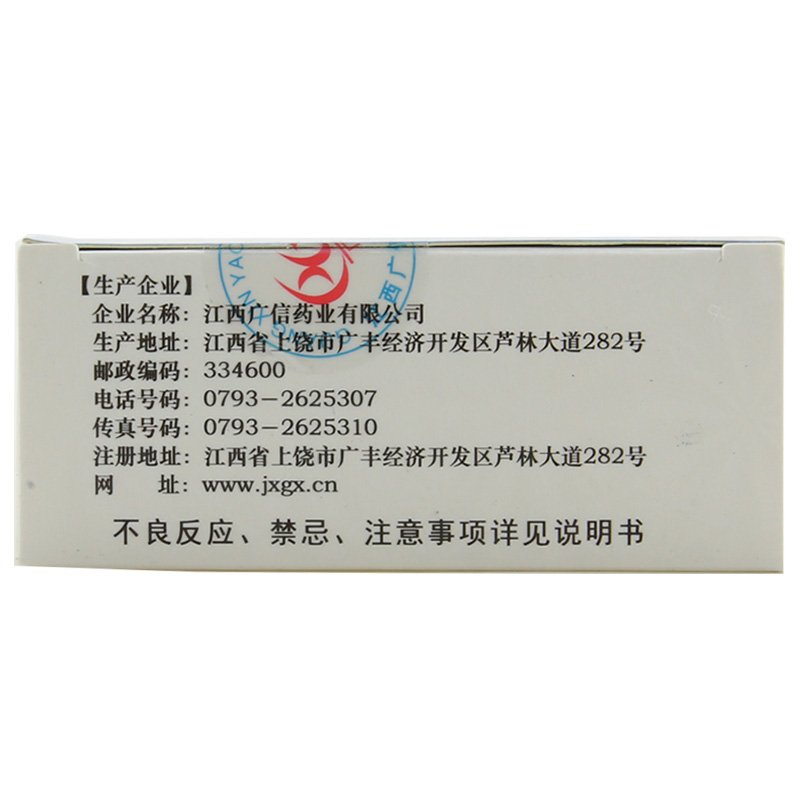 【生产企业】
企业名称：江西广信药业有限公司
生产地址：江西省上饶市广丰经济开发区芦林大道282号
邮政编码：334600
电话号码：0793-2625307
传真号码：0793-2625310
注册地址：江西省上饶市广丰经济开发区芦林大道282号
网 址：www.jxgx.cn
不良反应、禁忌、注意事项详见说明书